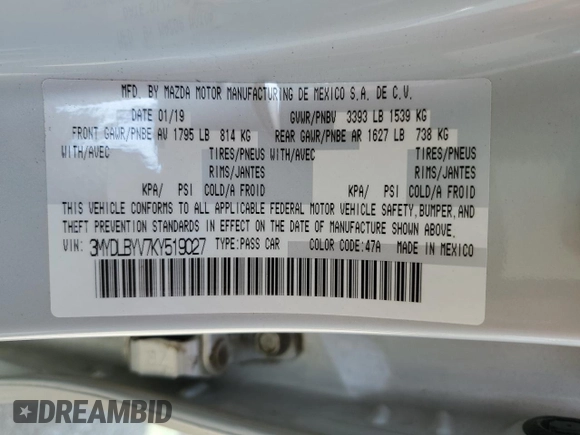 MFD. BY MAZDA MOTOR MANUFACTURING DE MEXICO S.A. DE C.V.
DATE 01/19 GVWR/PNBV 3393 LB 1539 KG
FRONT GAWR/PNBE AV 1795 LB 814 KG REAR GAWR/PNBE AR 1627 LB 738 KG
WITH/AVEC TIRES/PNEUS WITH/AVEC TIRES/PNEUS
RIMS/JANTES RIMS/JANTES
KPA/ PSI COLD/A FROID KPA/ PSI COLD/A FROID
THIS VEHICLE CONFORMS TO ALL APPLICABLE FEDERAL MOTOR VEHICLE SAFETY, BUMPER, AND
THEFT PREVENTION STANDARDS IN EFFECT ON THE DATE OF MANUFACTURE SHOWN ABOVE.
VIN: 3MYDLBYV7KY519027 TYPE: PASS CAR COLOR CODE: 47A MADE IN MEXICO
DREAMBID